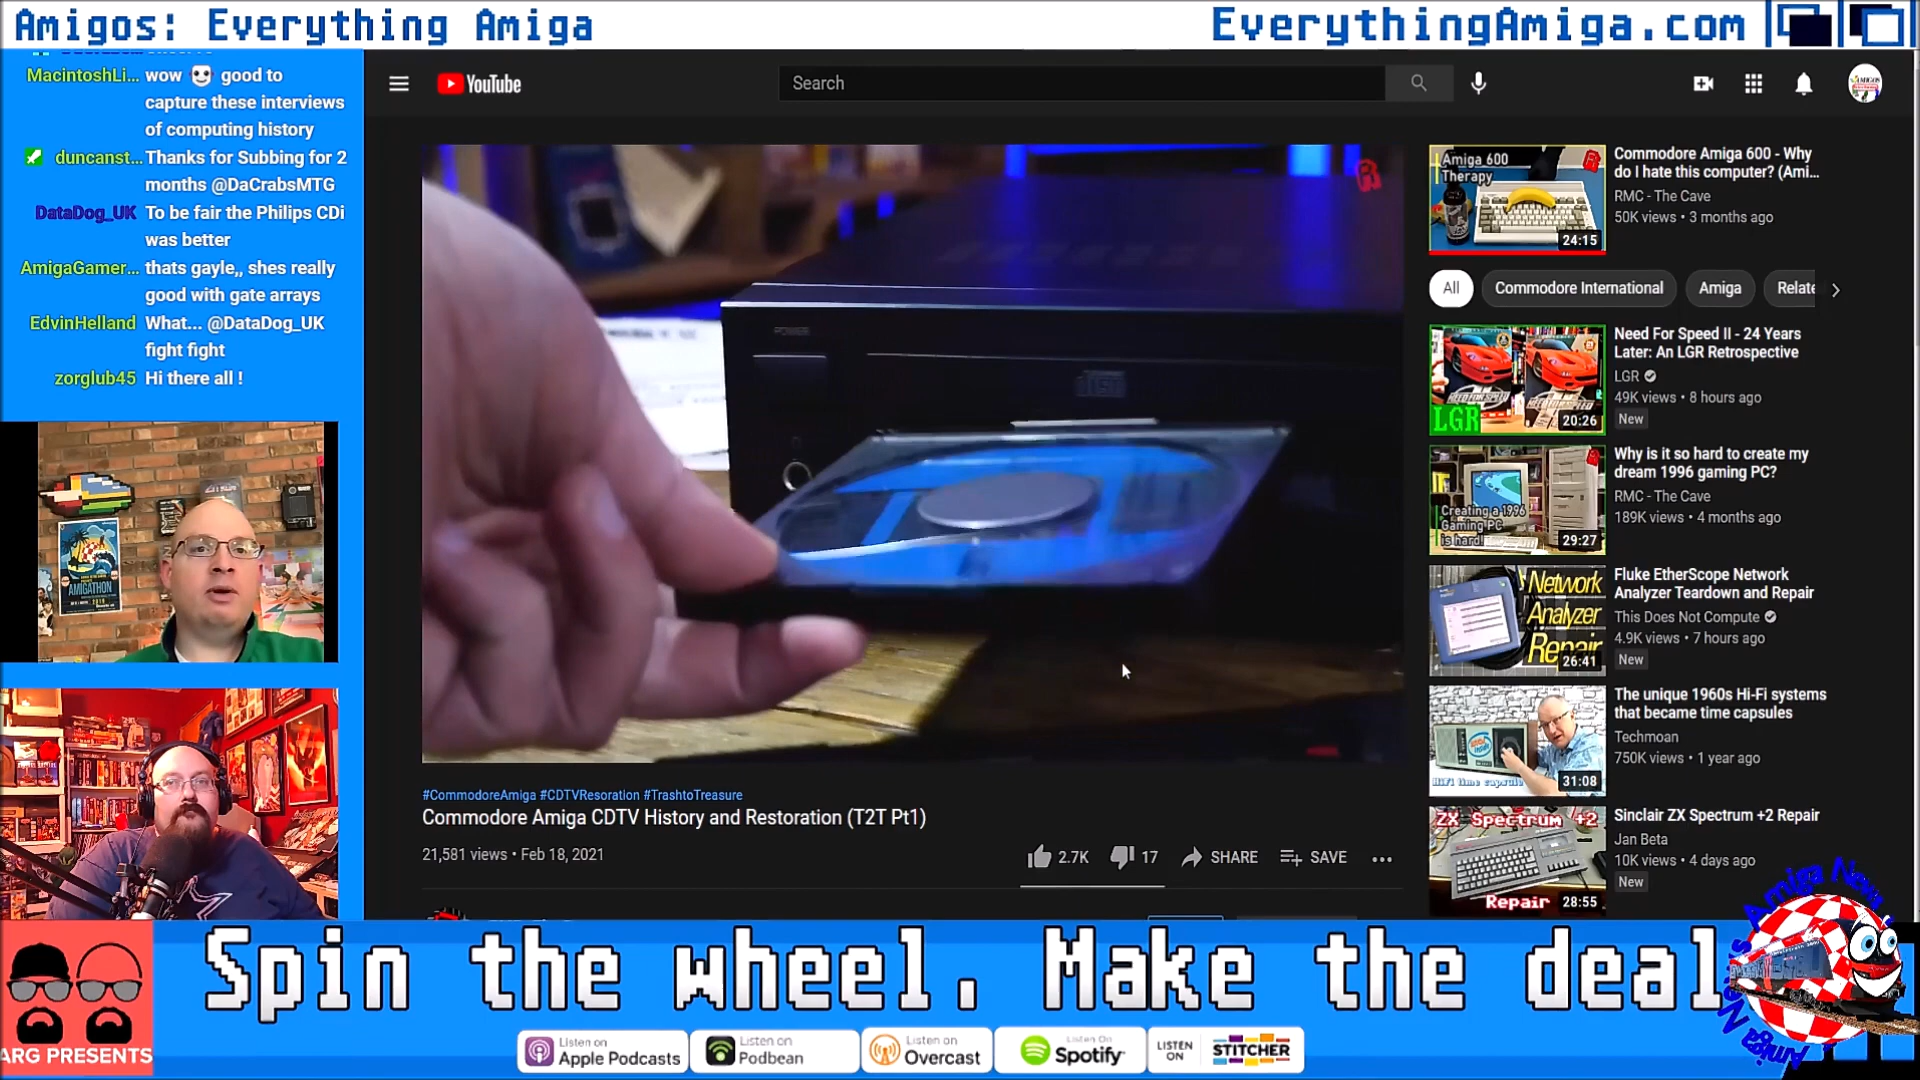 Amigos: Everything Amiga
EverythingAmiga.com
MacintoshLi... wow good to
capture these interviews
of computing history
duncanst... Thanks for Subbing for 2
months @DaCrabsMTG
DataDog_UK To be fair the Philips CDi
was better
AmigaGamer... thats gayle,, shes really
good with gate arrays
EdvinHelland What... @DataDog_UK
fight fight
zorglub45 Hi there all !
YouTube
Search
POWER
AMIGATHON
#CommodoreAmiga #CDTVResoration #TrashtoTreasure
Commodore Amiga CDTV History and Restoration (T2T Pt1)
21,581 views • Feb 18, 2021
2.7K 17 SHARE SAVE
Amiga 600
Therapy
24:15
Commodore Amiga 600 - Why
do I hate this computer? (Ami...
RMC - The Cave
50K views • 3 months ago
All Commodore International Amiga Relate
LGR
20:26
Need For Speed II - 24 Years
Later: An LGR Retrospective
LGR
49K views • 8 hours ago
New
Creating a 1996
Gaming PC
is hard!
29:27
Why is it so hard to create my
dream 1996 gaming PC?
RMC - The Cave
189K views • 4 months ago
Network
Analyzer
Repair
26:41
Fluke EtherScope Network
Analyzer Teardown and Repair
This Does Not Compute
4.9K views • 7 hours ago
New
HiFi time capsule
31:08
The unique 1960s Hi-Fi systems
that became time capsules
Techmoan
750K views • 1 year ago
ZX Spectrum +2
Repair
28:55
Sinclair ZX Spectrum +2 Repair
Jan Beta
10K views • 4 days ago
New
ARG PRESENTS
Spin the wheel. Make the deal
Amiga News
Amiga News
Listen on
Apple Podcasts
Listen on
Podbean
Listen on
Overcast
Listen On
Spotify
LISTEN
ON
STITCHER